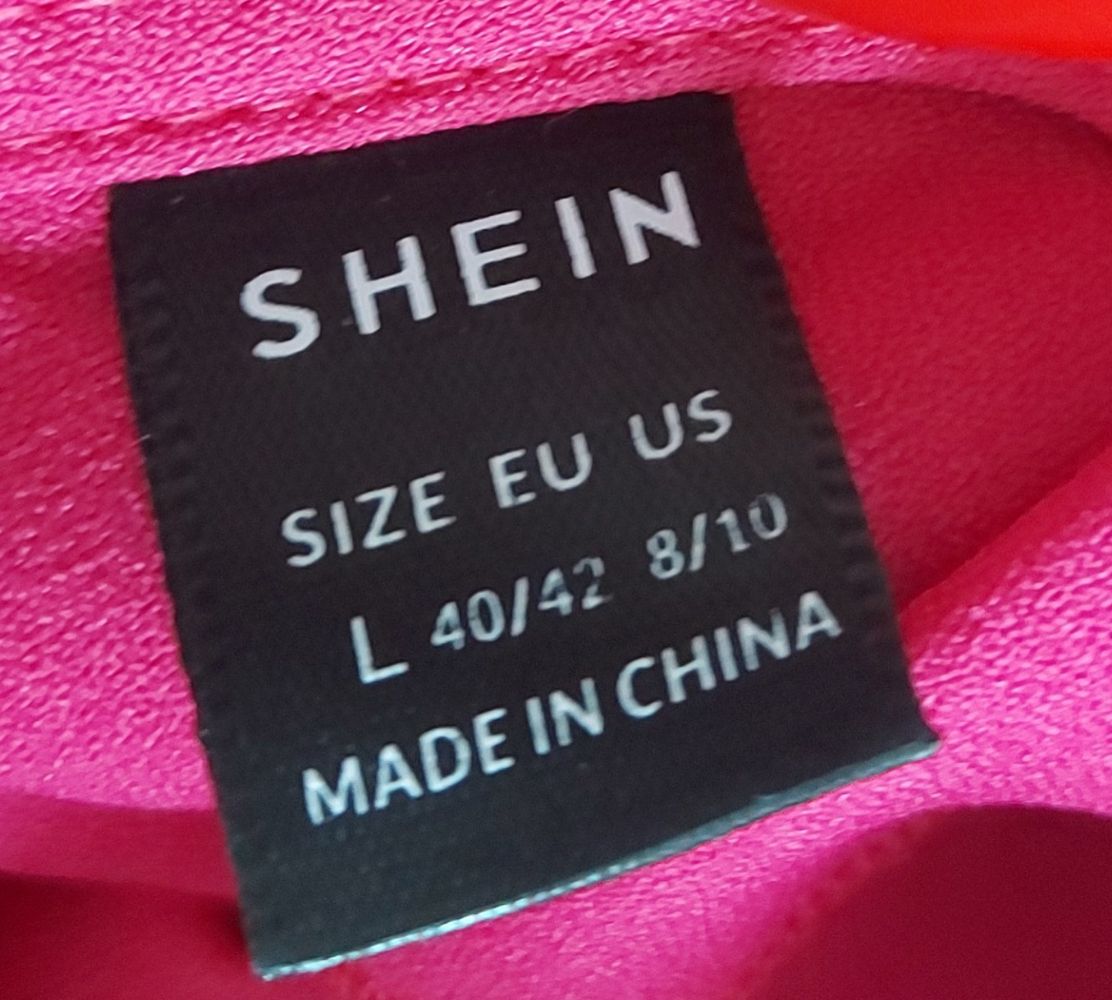 SHEIN
SIZE EU US
L 40/42 8/10
MADE IN CHINA